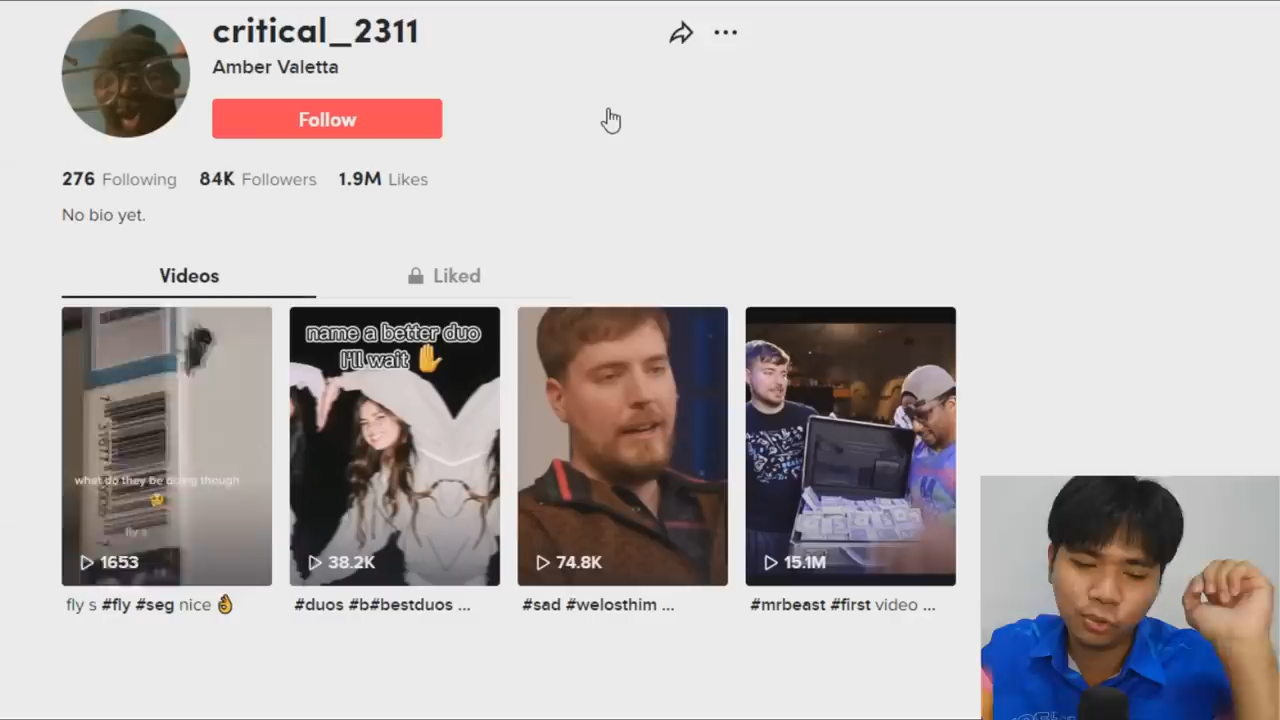 critical_2311
Amber Valetta
Follow
276 Following 84K Followers 1.9M Likes
No bio yet.
Videos
Liked
what do they be doing though 🤔
fly s
1653
name a better duo
I'll wait ✋
38.2K
74.8K
15.1M
fly s #fly #seg nice 👌
#duos #b#bestduos ...
#sad #welosthim ...
#mrbeast #first video ...